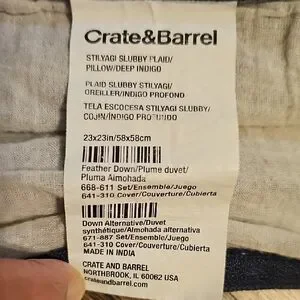 Crate&Barrel
STILYAGI SLUBBY PLAID/
PILLOW/DEEP INDIGO
PLAID SLUBBY STILYAGI/
OREILLER/INDIGO PROFONO
TELA ESCOCESA STILYAGI SLUBBY/
COJIN/INDIGO PROFUNDO
23x23in/58x58cm
Feather Down/Plume duvet/
Pluma Almohada
668-611 Set/Ensemble/Juego
641-310 Cover/Couverture/Cubierta
Down Alternative/Duvet
synthétique/Almohada alternativa
671-887 Set/Ensemble/Juego
641-310 Cover/Couverture/Cubierta
MADE IN INDIA
CRATE AND BARREL
NORTHBROOK, IL 60062 USA
crateandbarrel.com